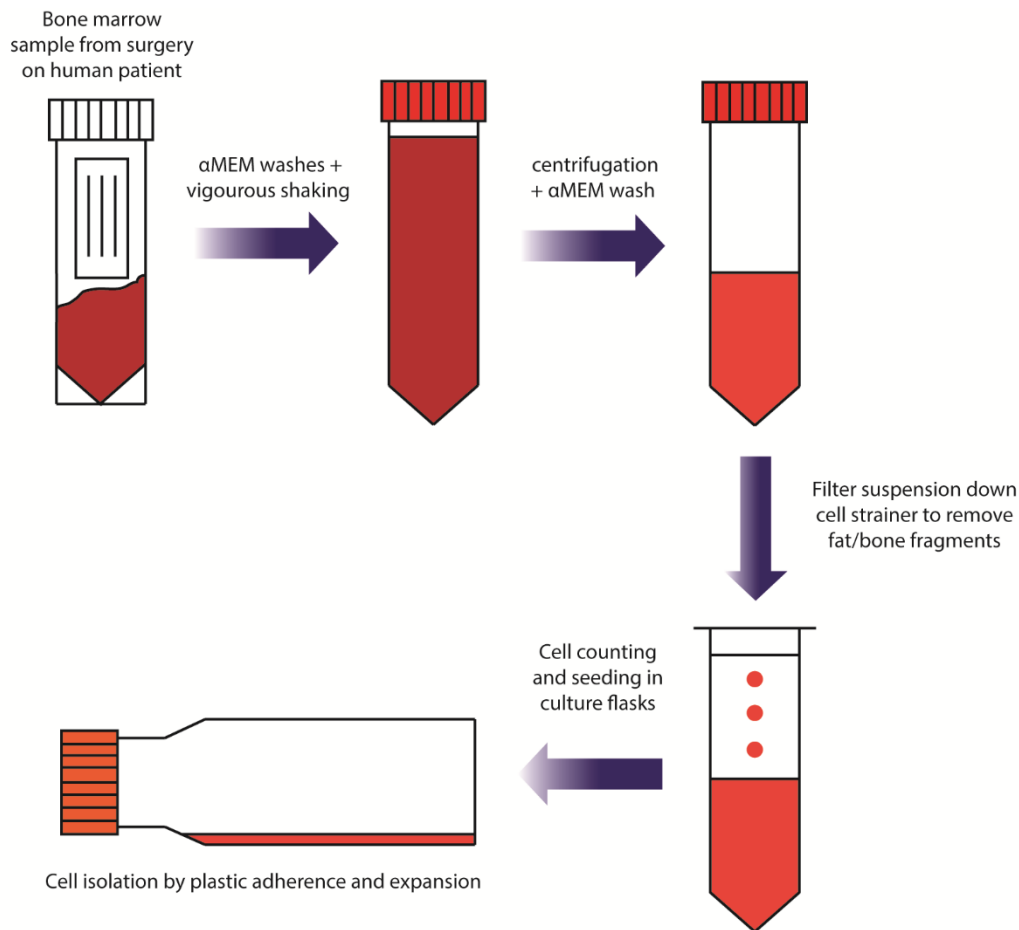 Bone marrow
sample from surgery
on human patient
αMEM washes +
vigourous shaking
centrifugation
+ αMEM wash
Filter suspension down
cell strainer to remove
fat/bone fragments
Cell counting
and seeding in
culture flasks
Cell isolation by plastic adherence and expansion